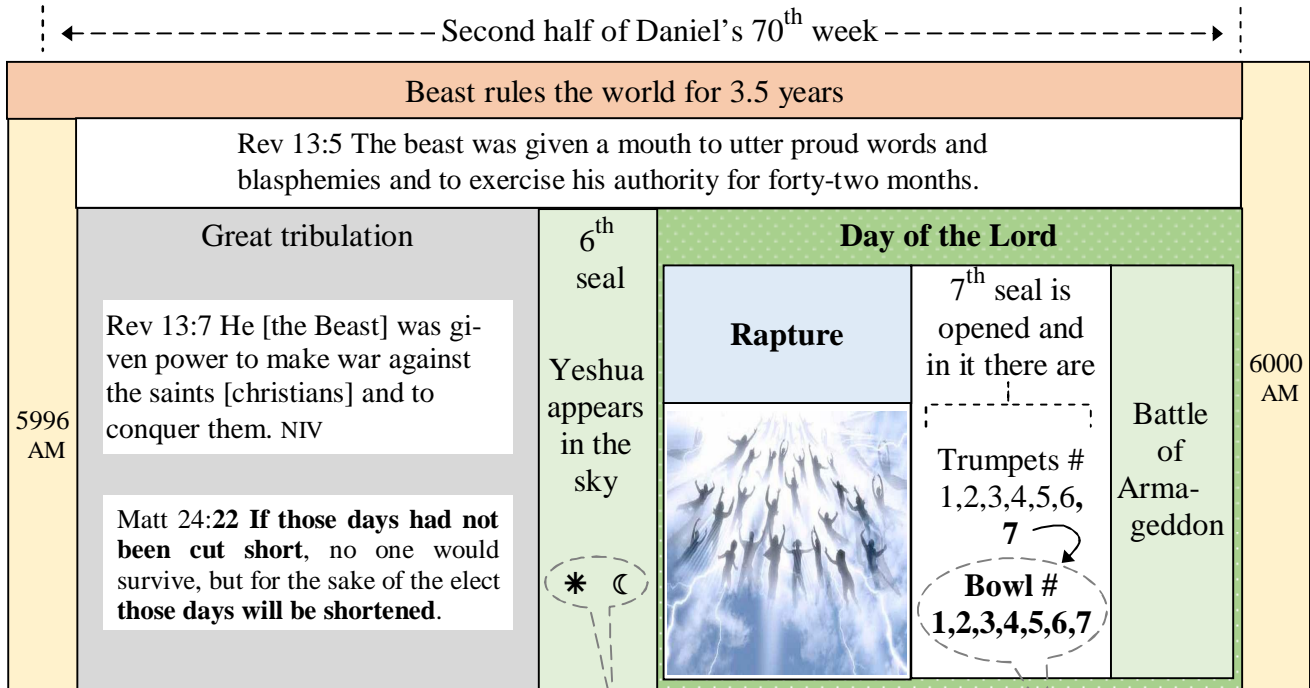 Second half of Daniel's 70th week
Beast rules the world for 3.5 years
Rev 13:5 The beast was given a mouth to utter proud words and
blasphemies and to exercise his authority for forty-two months.
5996
AM
Great tribulation
Rev 13:7 He [the Beast] was gi-
ven power to make war against
the saints [christians] and to
conquer them. NIV
Matt 24:22 If those days had not
been cut short, no one would
survive, but for the sake of the elect
those days will be shortened.
6th
seal
Yeshua
appears
in the
sky
Day of the Lord
Rapture
7th seal is
opened and
in it there are
Trumpets #
1,2,3,4,5,6,
7
Bowl #
1,2,3,4,5,6,7
Battle
of
Arma-
geddon
6000
AM